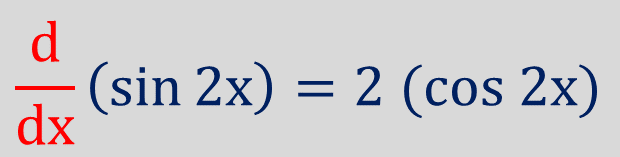 d/dx (sin 2x) = 2 (cos 2x)